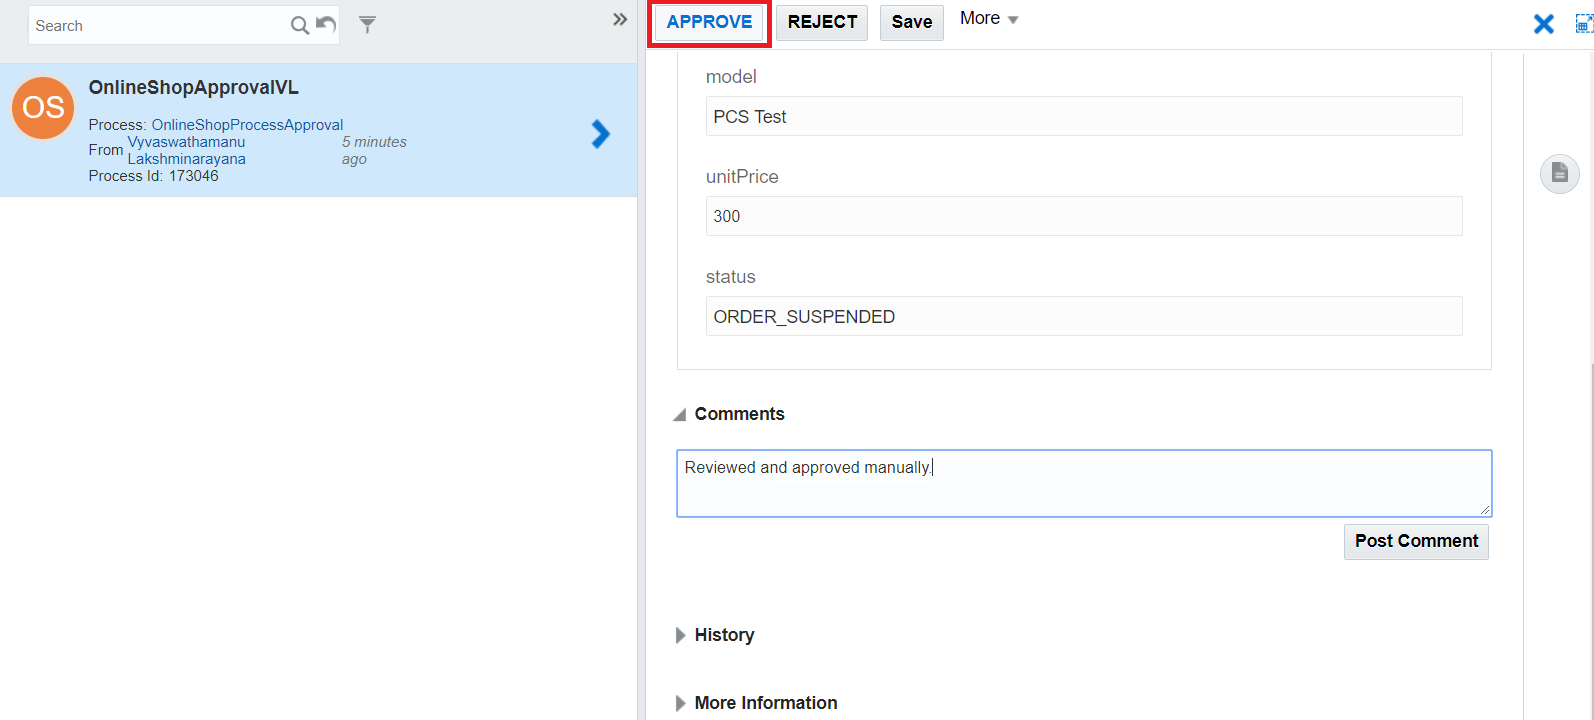 Search
OS
OnlineShopApprovalVL
Process: OnlineShopProcessApproval
From Vyvaswathamanu Lakshminarayana
5 minutes ago
Process Id: 173046
APPROVE
REJECT
Save
More
model
PCS Test
unitPrice
300
status
ORDER_SUSPENDED
Comments
Reviewed and approved manually.
Post Comment
History
More Information